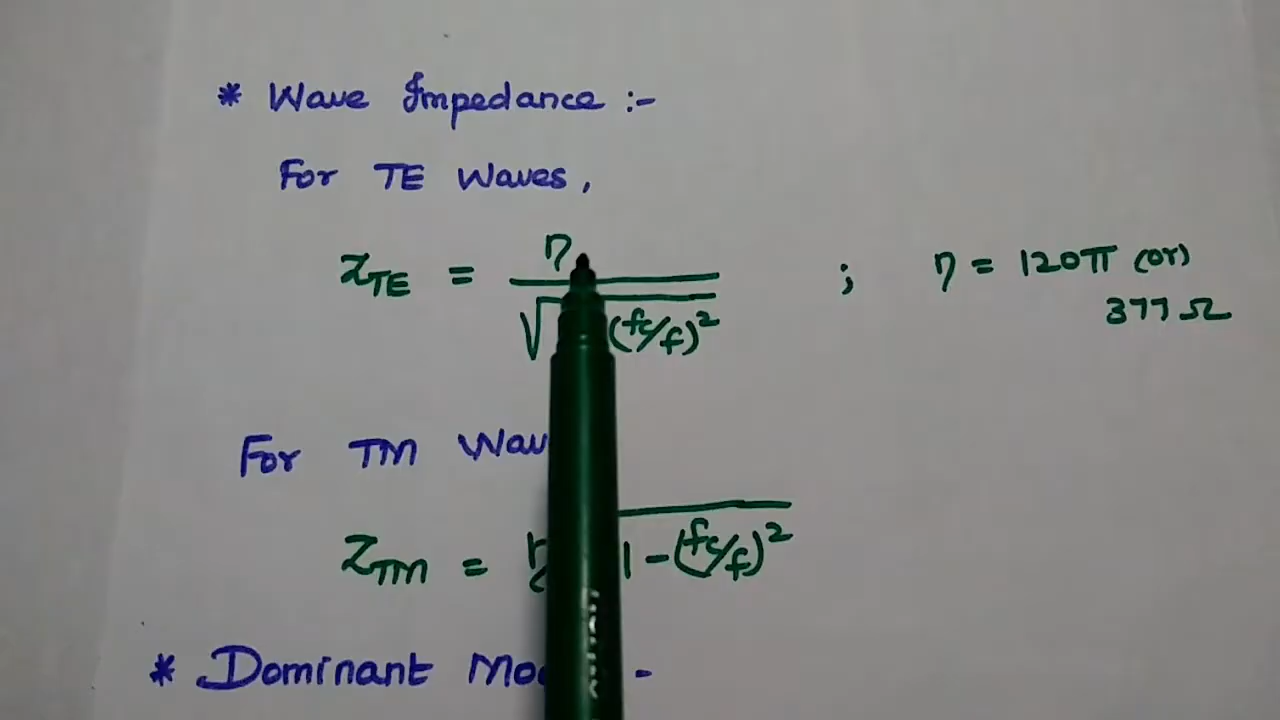 * Wave Impedance :-
For TE Waves,
Z_TE = η / √ (fc/f)² ; η = 120π (or)
377Ω
For TM Wav
Z_TM = η 1 - (fc/f)²
* Dominant Mo -